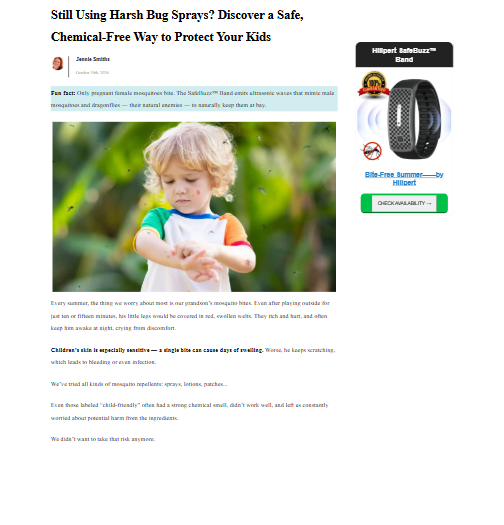 Still Using Harsh Bug Sprays? Discover a Safe,
Chemical-Free Way to Protect Your Kids
Jennie Smiths
October 16th, 2024
Fun fact: Only pregnant female mosquitoes bite. The SafeBuzz™ Band emits ultrasonic waves that mimic male
mosquitoes and dragonflies — their natural enemies — to naturally keep them at bay.
Every summer, the thing we worry about most is our grandson's mosquito bites. Even after playing outside for
just ten or fifteen minutes, his little legs would be covered in red, swollen welts. They itch and hurt, and often
keep him awake at night, crying from discomfort.
Children's skin is especially sensitive — a single bite can cause days of swelling. Worse, he keeps scratching,
which leads to bleeding or even infection.
We've tried all kinds of mosquito repellents: sprays, lotions, patches...
Even those labeled "child-friendly" often had a strong chemical smell, didn't work well, and left us constantly
worried about potential harm from the ingredients.
We didn't want to take that risk anymore.
Hillpert SafeBuzz™
Band
100%
Bite-Free Summer——by
Hillpert
CHECK AVAILABILITY →